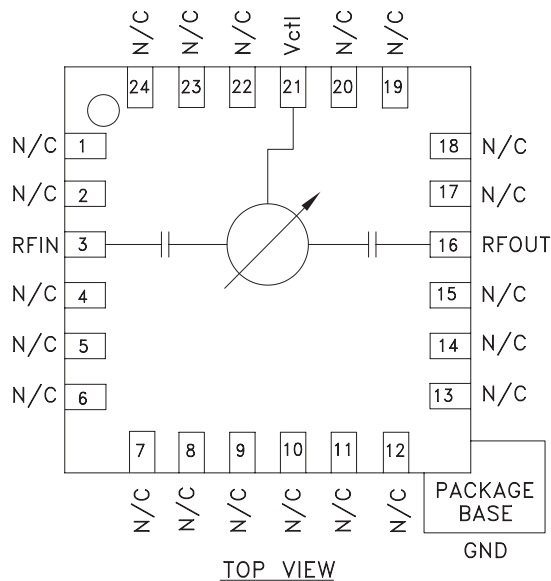 N/C N/C N/C Vctl N/C N/C
24 23 22 21 20 19
N/C 1 18 N/C
N/C 2 17 N/C
RFIN 3 16 RFOUT
N/C 4 15 N/C
N/C 5 14 N/C
N/C 6 13 N/C
7 8 9 10 11 12
N/C N/C N/C N/C N/C N/C
PACKAGE
BASE
GND
TOP VIEW